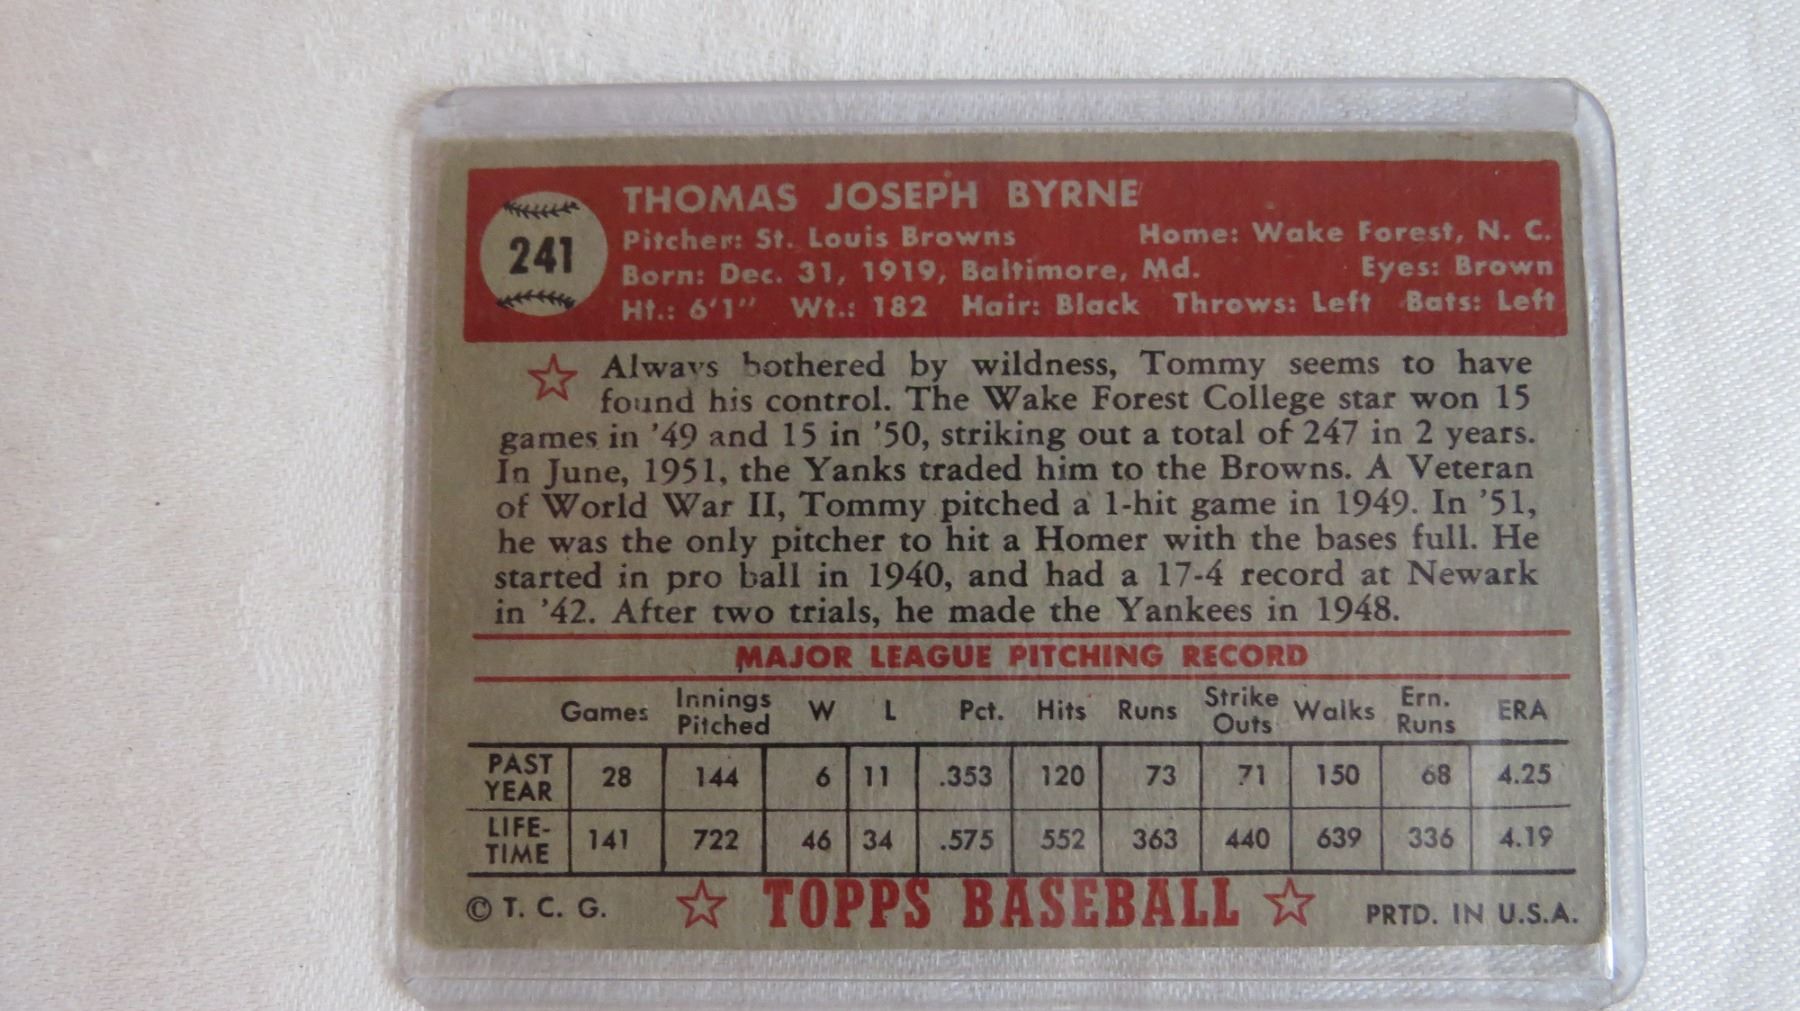 241
THOMAS JOSEPH BYRNE
Pitcher: St. Louis Browns Home: Wake Forest, N. C.
Born: Dec. 31, 1919, Baltimore, Md. Eyes: Brown
Ht.: 6'1" Wt.: 182 Hair: Black Throws: Left Bats: Left
Always bothered by wildness, Tommy seems to have
found his control. The Wake Forest College star won 15
games in '49 and 15 in '50, striking out a total of 247 in 2 years.
In June, 1951, the Yanks traded him to the Browns. A Veteran
of World War II, Tommy pitched a 1-hit game in 1949. In '51,
he was the only pitcher to hit a Homer with the bases full. He
started in pro ball in 1940, and had a 17-4 record at Newark
in '42. After two trials, he made the Yankees in 1948.
MAJOR LEAGUE PITCHING RECORD
Games Innings Pitched W L Pct. Hits Runs Strike Outs Walks Ern. Runs ERA
PAST YEAR 28 144 6 11 .353 120 73 71 150 68 4.25
LIFE-TIME 141 722 46 34 .575 552 363 440 639 336 4.19
© T. C. G. TOPPS BASEBALL PRTD. IN U.S.A.